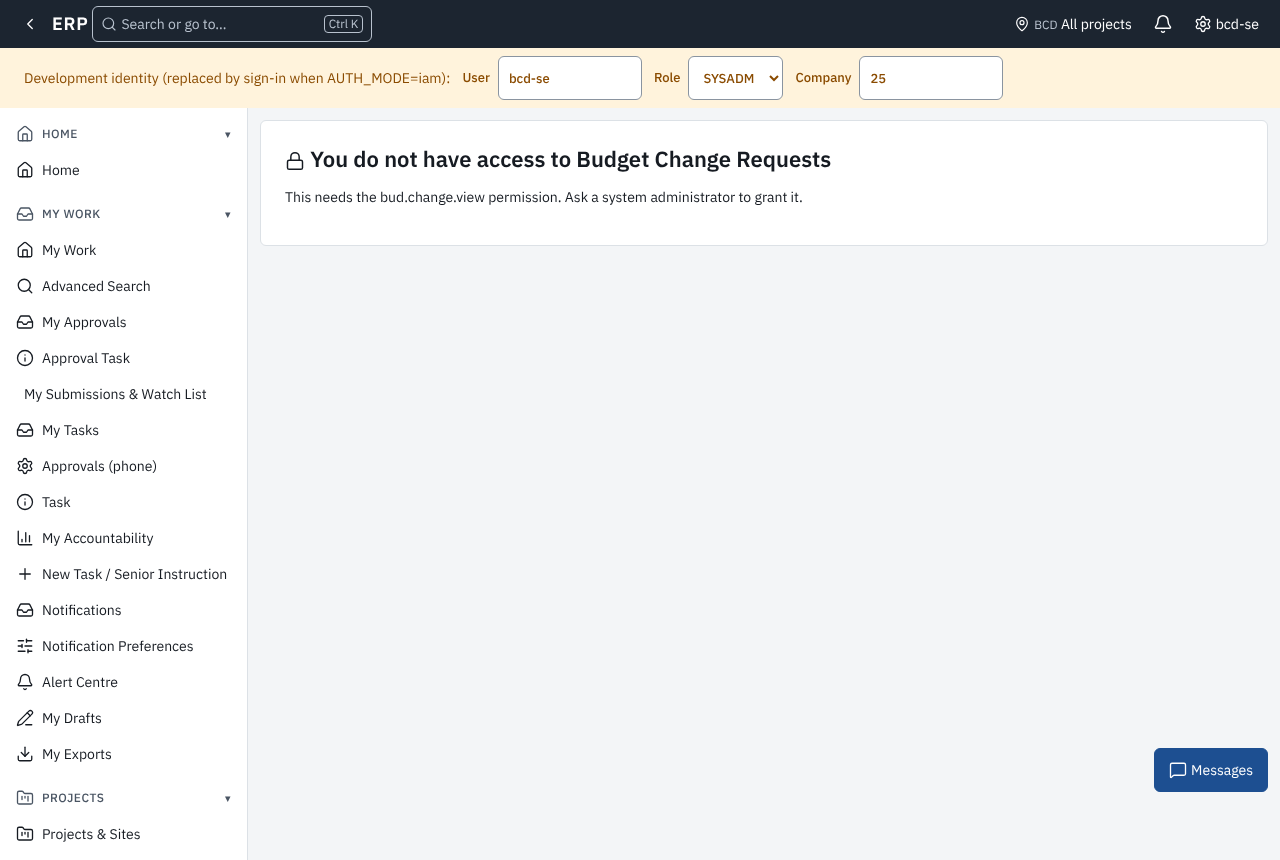 ERP
Search or go to...
Ctrl K
BCD All projects
bcd-se
Development identity (replaced by sign-in when AUTH_MODE=iam):
User
bcd-se
Role
SYSADM
Company
25
HOME
Home
MY WORK
My Work
Advanced Search
My Approvals
Approval Task
My Submissions & Watch List
My Tasks
Approvals (phone)
Task
My Accountability
New Task / Senior Instruction
Notifications
Notification Preferences
Alert Centre
My Drafts
My Exports
PROJECTS
Projects & Sites
You do not have access to Budget Change Requests
This needs the bud.change.view permission. Ask a system administrator to grant it.
Messages